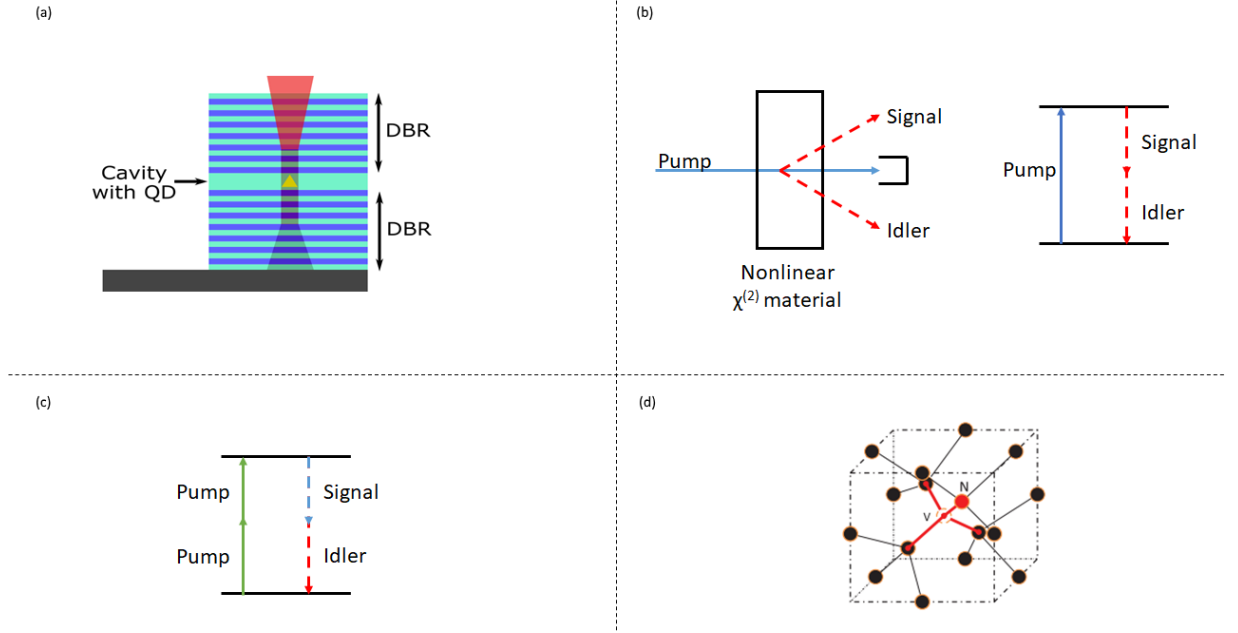 (a)
DBR
Cavity
with QD
DBR
(b)
Signal
Pump
Idler
Nonlinear
χ⁽²⁾ material
Signal
Pump
Idler
(c)
Pump
Signal
Pump
Idler
(d)
N
V